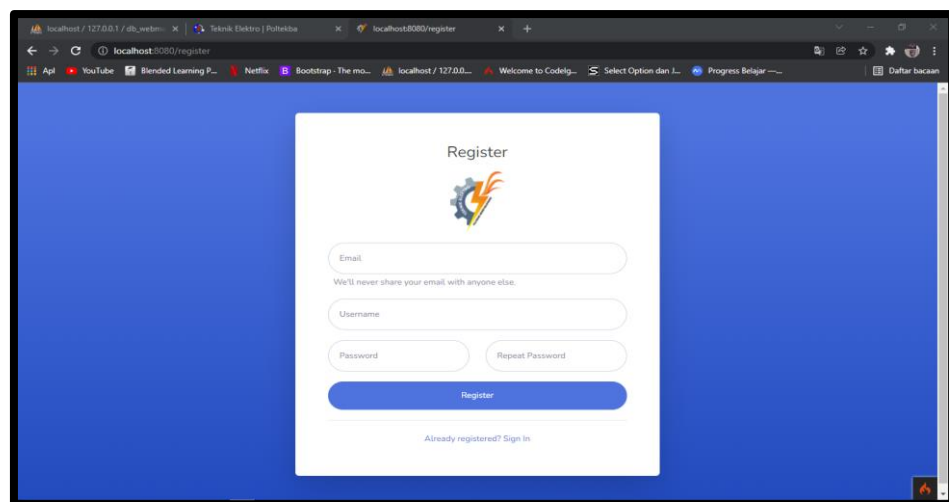 localhost / 127.0.0.1 / db_webm
Teknik Elektro | Poltekba
localhost:8080/register
localhost:8080/register
Apl
YouTube
Blended Learning P...
Netflix
Bootstrap · The mo...
localhost / 127.0.0...
Welcome to CodeIg...
Select Option dan J...
Progress Belajar —...
Daftar bacaan
Register
Email
We'll never share your email with anyone else.
Username
Password
Repeat Password
Register
Already registered? Sign In